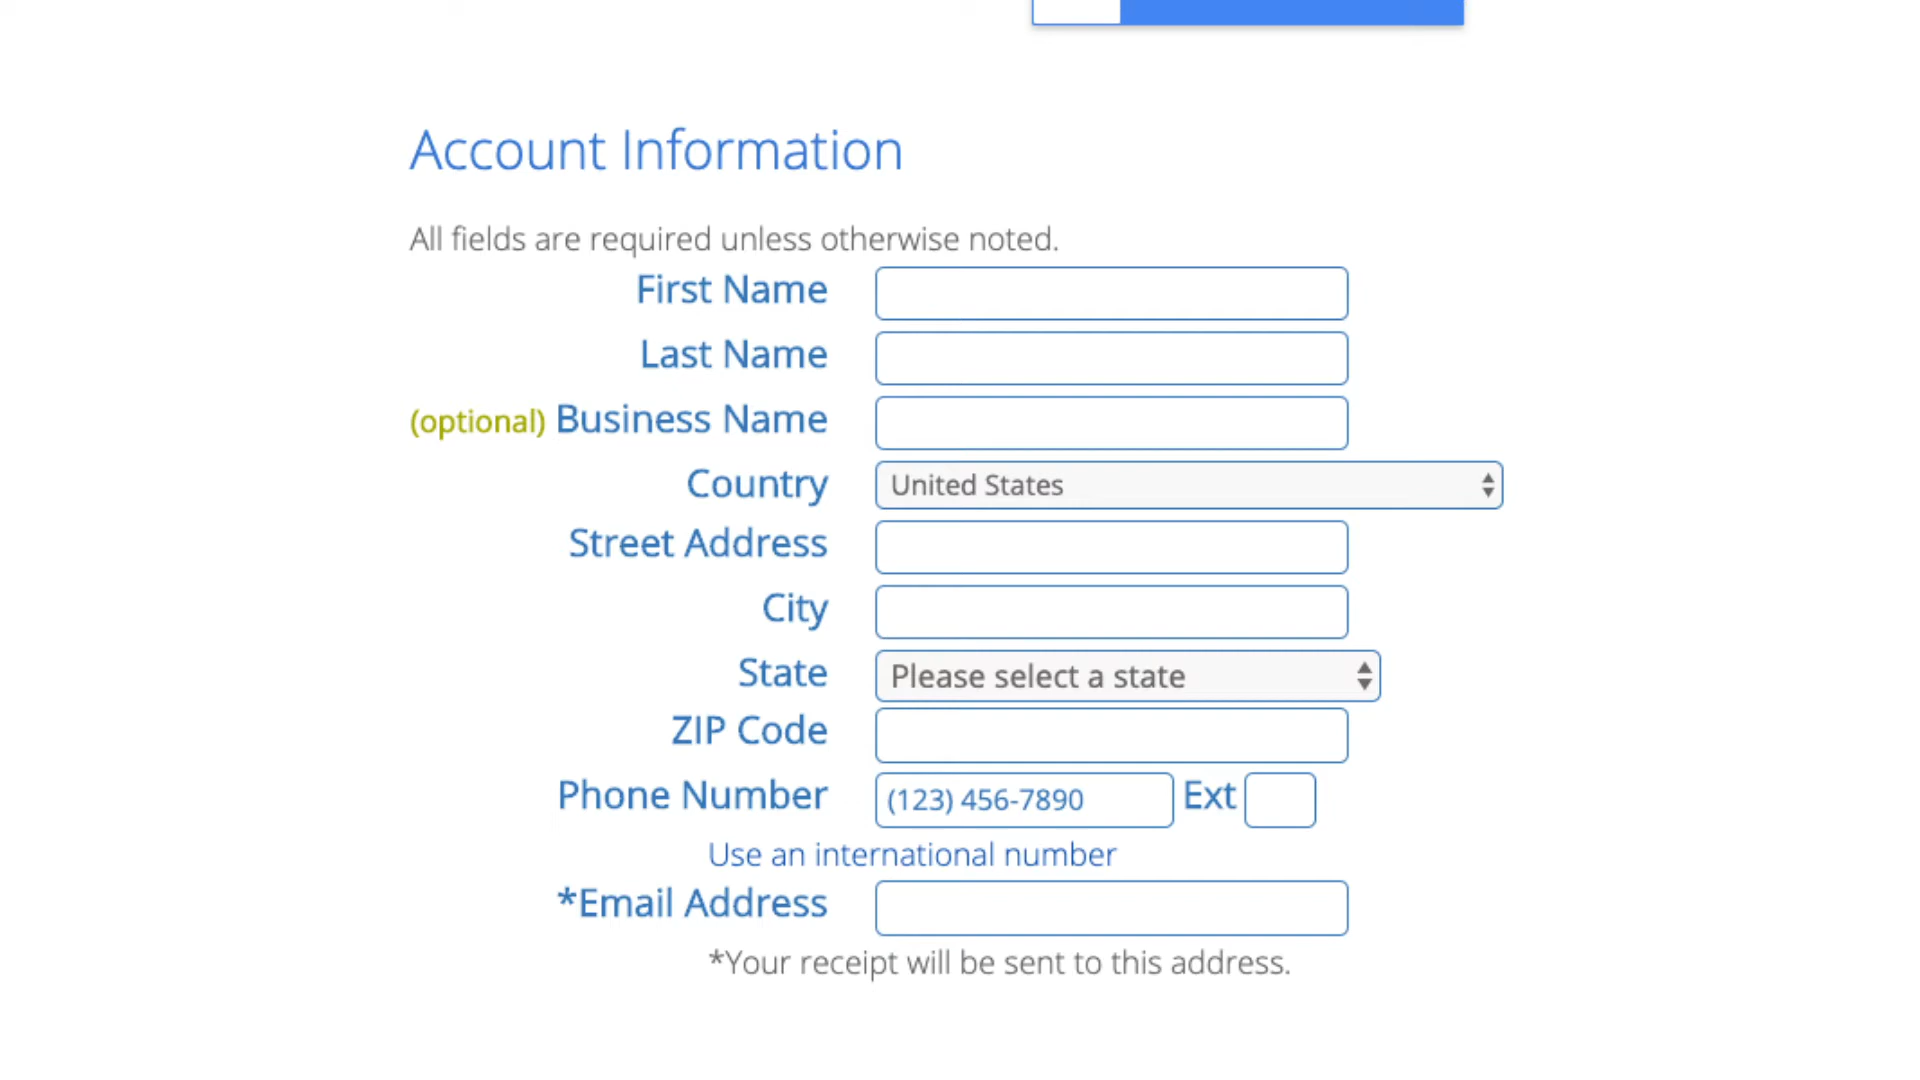 Account Information
All fields are required unless otherwise noted.
First Name
Last Name
(optional) Business Name
Country United States
Street Address
City
State Please select a state
ZIP Code
Phone Number (123) 456-7890 Ext
Use an international number
*Email Address
*Your receipt will be sent to this address.